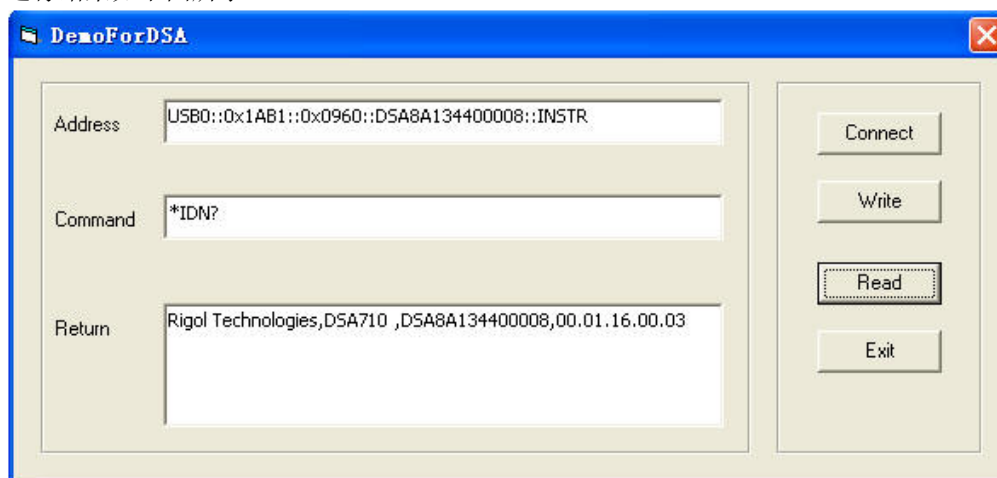 DemoForDSA
Address
USB0::0x1AB1::0x0960::DSA8A134400008::INSTR
Connect
Command
*IDN?
Write
Return
Rigol Technologies,DSA710 ,DSA8A134400008,00.01.16.00.03
Read
Exit